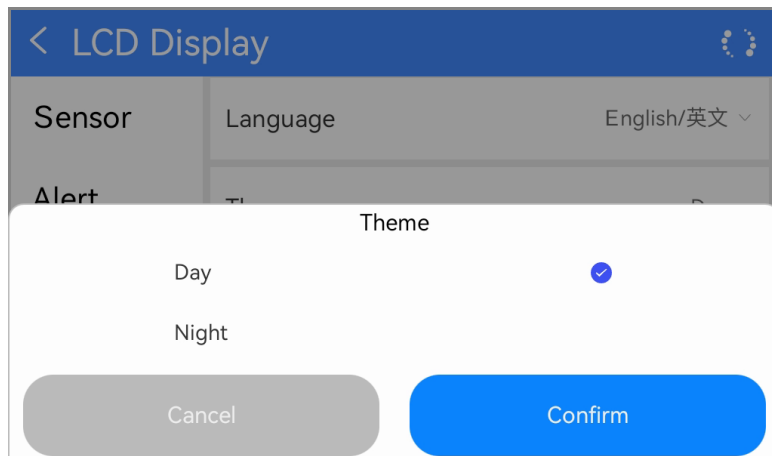 LCD Display
Sensor
Language
English/英文
Alert
Theme
Day
Night
Cancel
Confirm